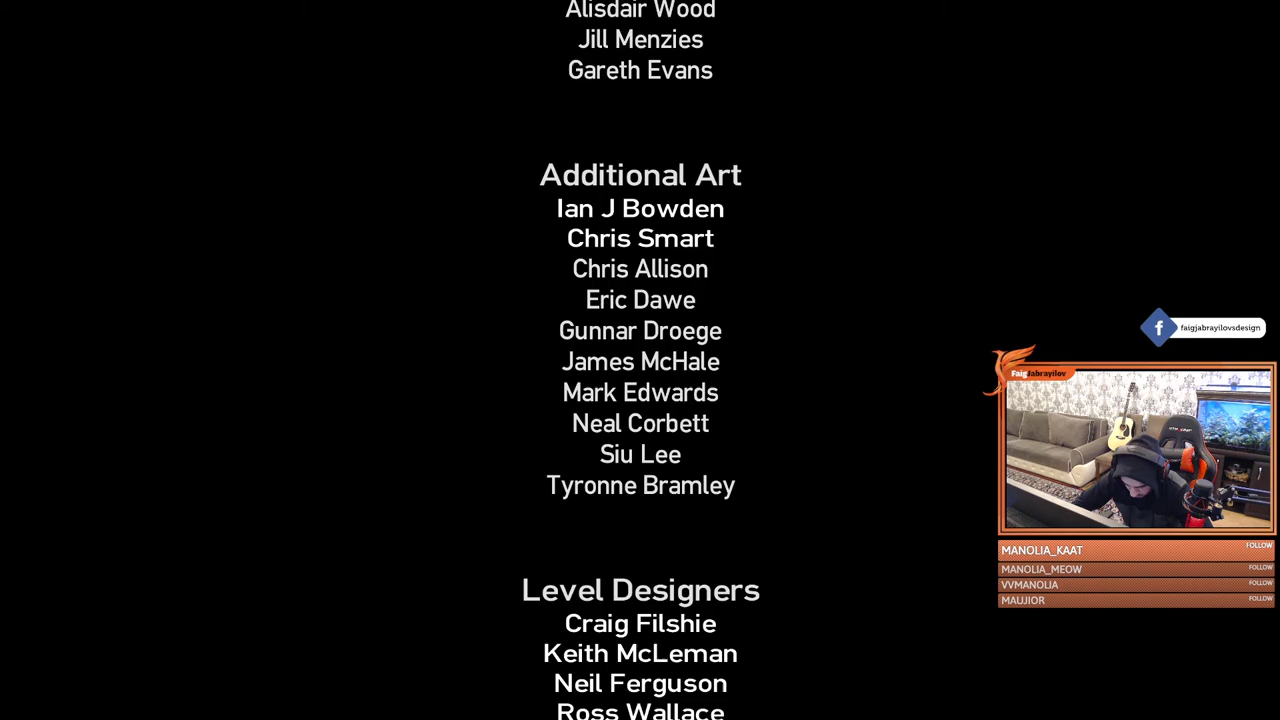 Alisdair Wood
Jill Menzies
Gareth Evans
Additional Art
Ian J Bowden
Chris Smart
Chris Allison
Eric Dawe
Gunnar Droege
James McHale
Mark Edwards
Neal Corbett
Siu Lee
Tyronne Bramley
Level Designers
Craig Filshie
Keith McLeman
Neil Ferguson
Ross Wallace
f faigjabrayilovsdesign
FaigJabrayilov
MANOLIA_KAAT FOLLOW
MANOLIA_MEOW FOLLOW
VVMANOLIA FOLLOW
MAUJIOR FOLLOW